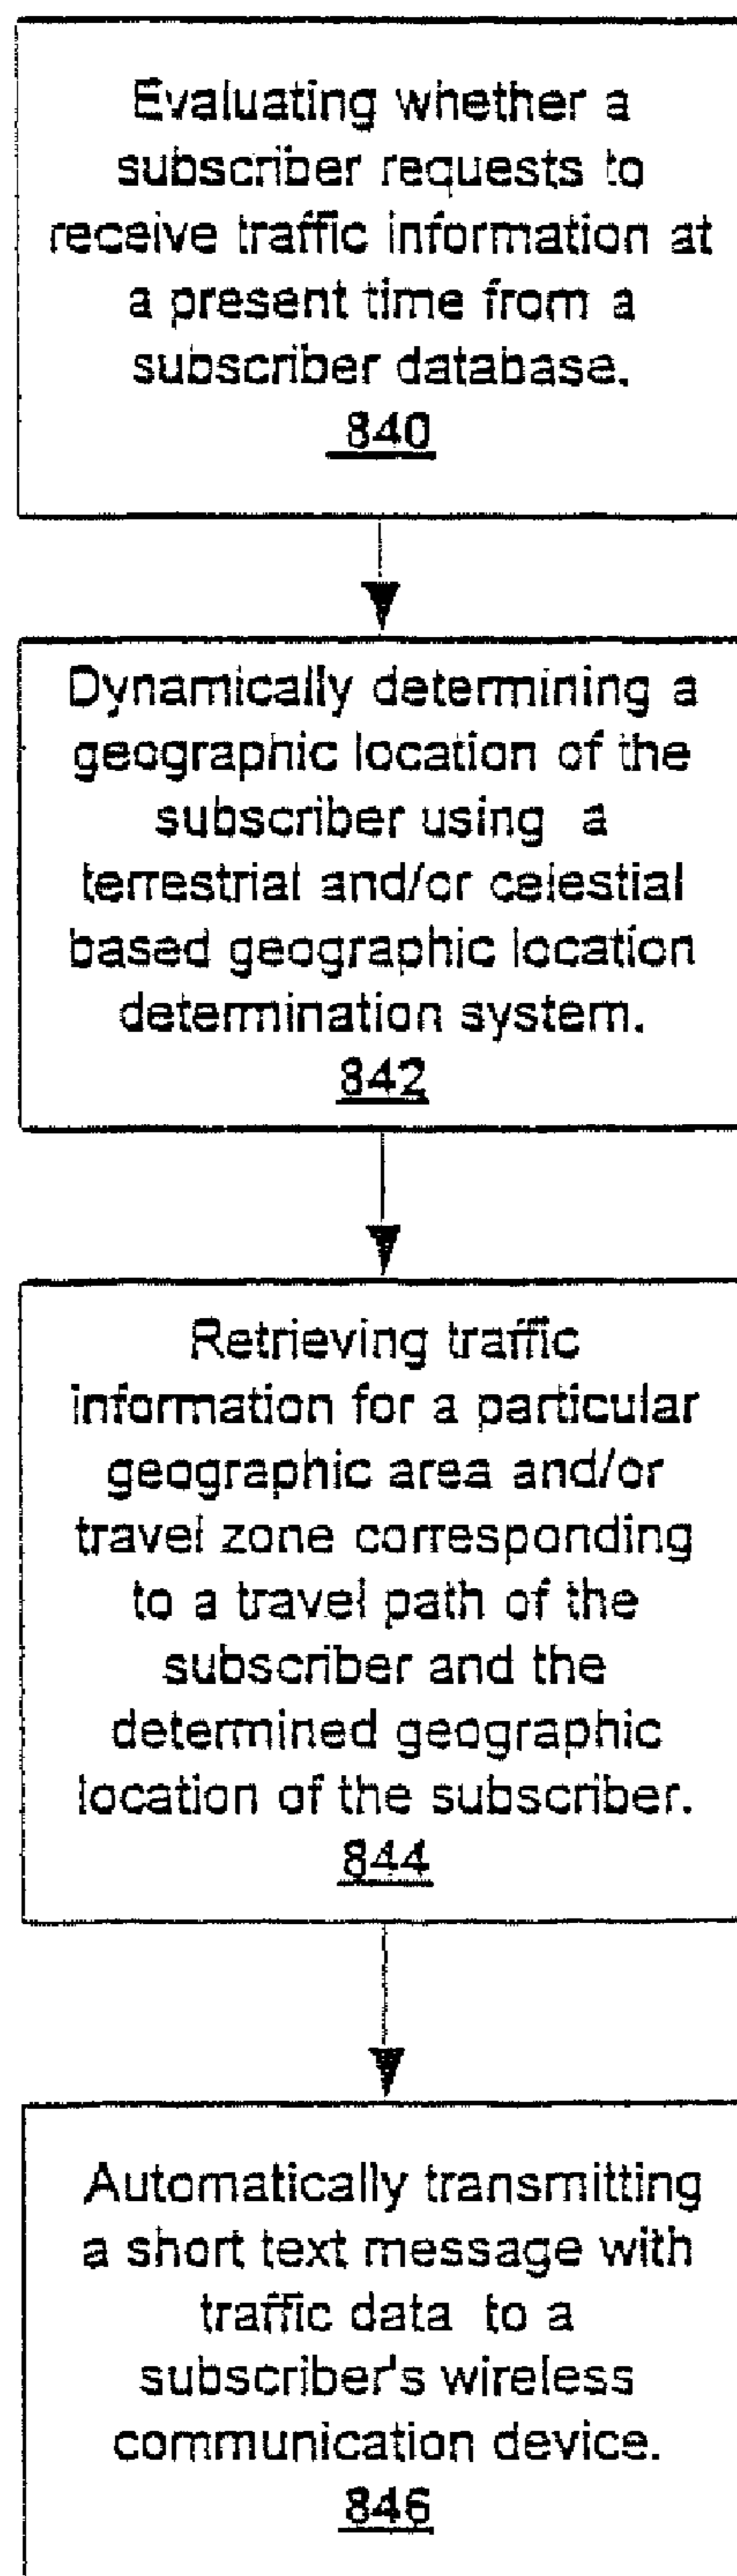 Evaluating whether a
subscriber requests to
receive traffic information at
a present time from a
subscriber database.
840
Dynamically determining a
geographic location of the
subscriber using a
terrestrial and/or celestial
based geographic location
determination system.
842
Retrieving traffic
information for a particular
geographic area and/or
travel zone corresponding
to a travel path of the
subscriber and the
determined geographic
location of the subscriber.
844
Automatically transmitting
a short text message with
traffic data to a
subscriber's wireless
communication device.
846